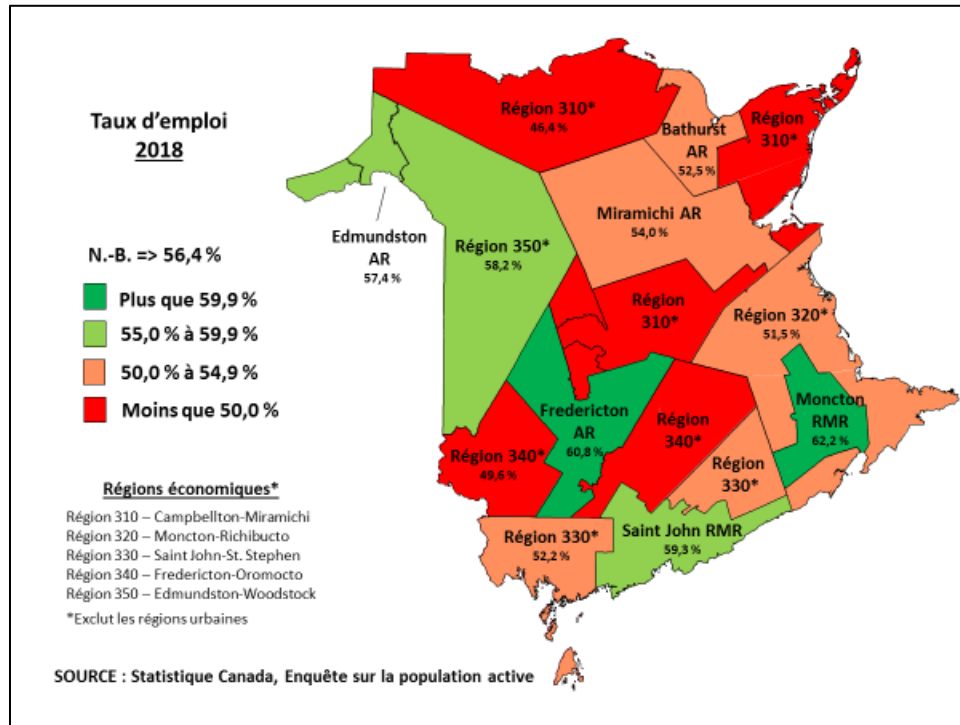 Taux d'emploi
2018
N.-B. => 56,4 %
Plus que 59,9 %
55,0 % à 59,9 %
50,0 % à 54,9 %
Moins que 50,0 %
Régions économiques*
Région 310 – Campbellton-Miramichi
Région 320 – Moncton-Richibucto
Région 330 – Saint John-St. Stephen
Région 340 – Fredericton-Oromocto
Région 350 – Edmundston-Woodstock
*Exclut les régions urbaines
SOURCE : Statistique Canada, Enquête sur la population active
Région 310*
46,4 %
Bathurst
AR
52,5 %
Région
310*
Edmundston
AR
57,4 %
Région 350*
58,2 %
Miramichi AR
54,0 %
Région
310*
Région 320*
51,5 %
Fredericton
AR
60,8 %
Moncton
RMR
62,2 %
Région 340*
49,6 %
Région
340*
Région
330*
Région 330*
52,2 %
Saint John RMR
59,3 %